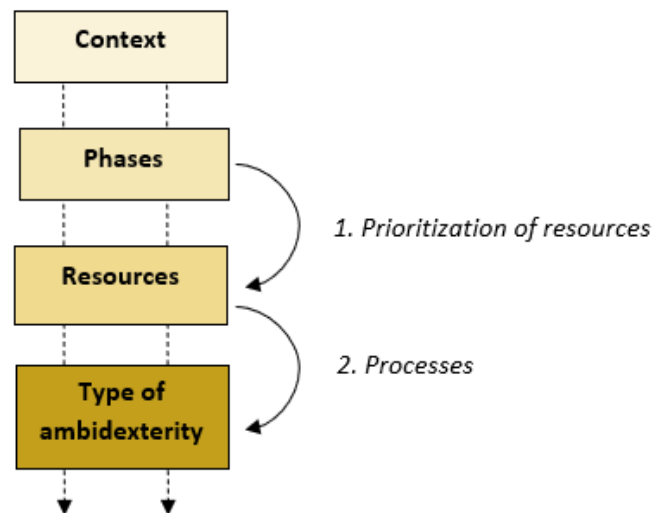 Context
Phases
1. Prioritization of resources
Resources
2. Processes
Type of
ambidexterity